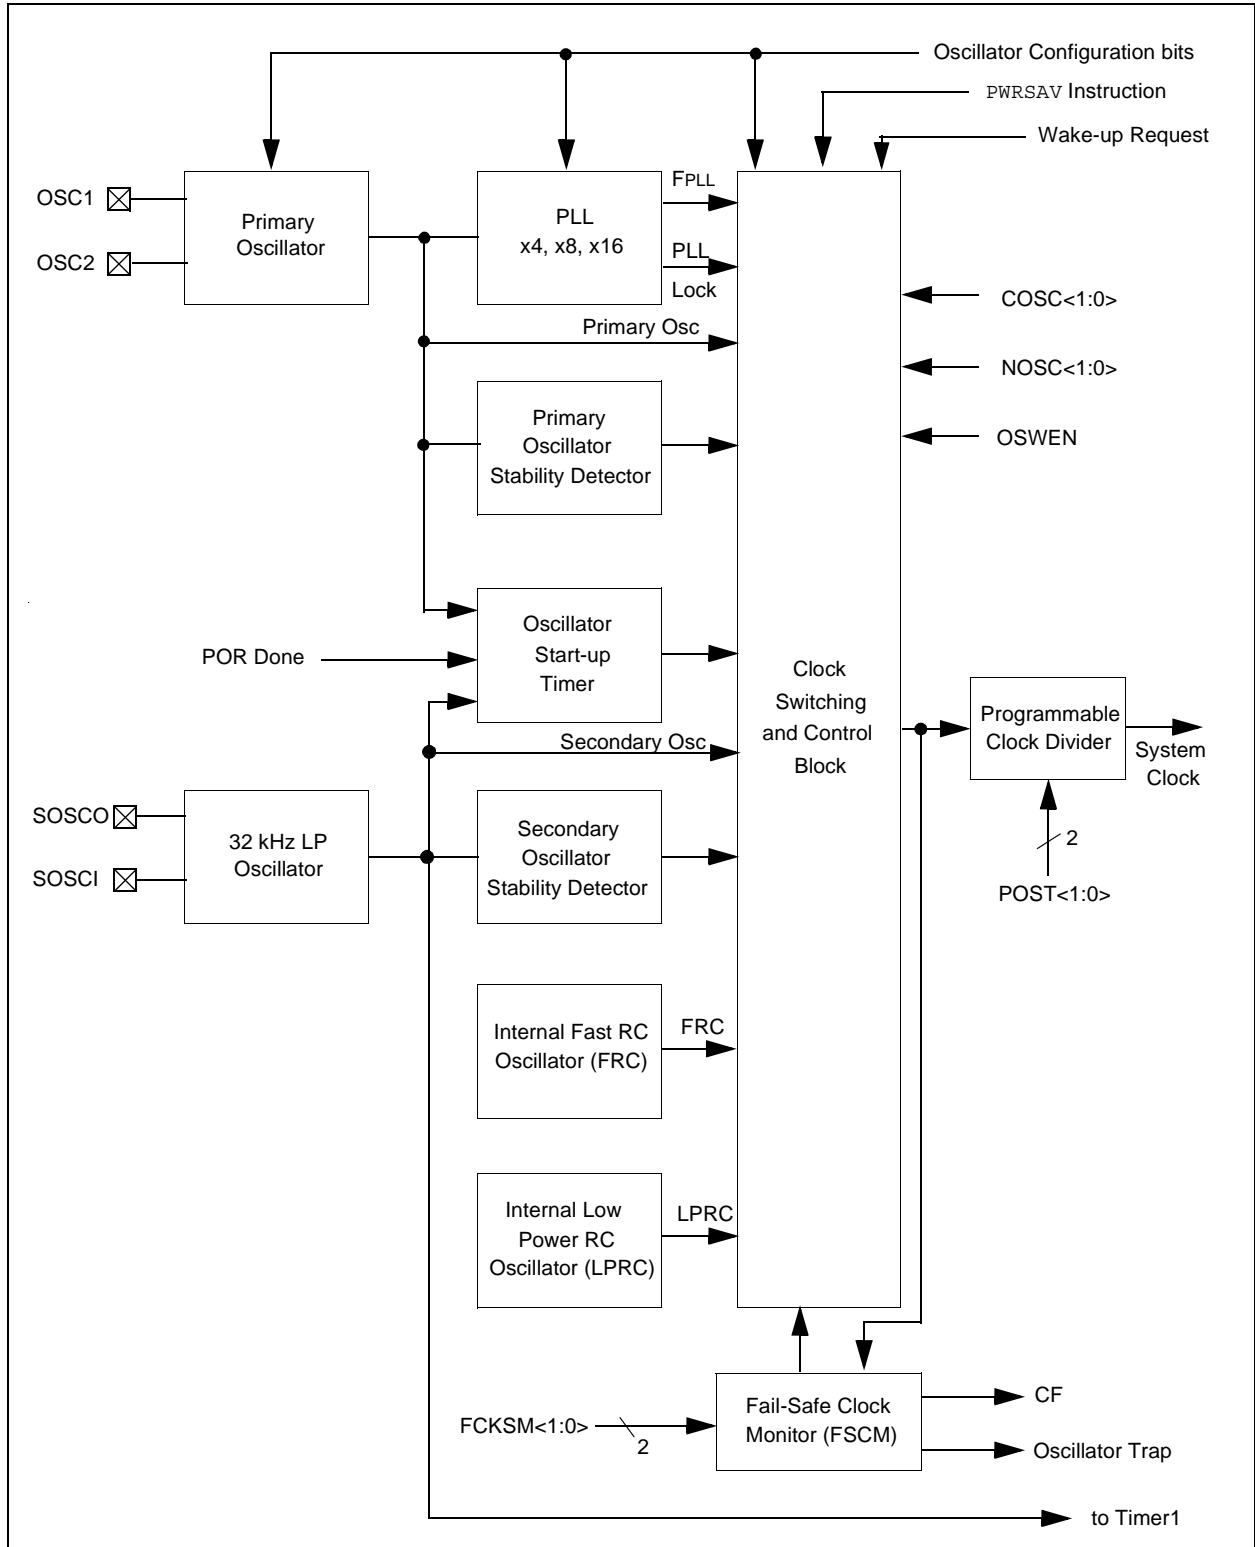 Oscillator Configuration bits
PWRSAV Instruction
Wake-up Request
OSC1
OSC2
Primary
Oscillator
PLL
x4, x8, x16
FPLL
PLL
Lock
COSC<1:0>
NOSC<1:0>
OSWEN
Primary Osc
Primary
Oscillator
Stability Detector
POR Done
Oscillator
Start-up
Timer
Clock
Switching
and Control
Block
Programmable
Clock Divider
System
Clock
2
POST<1:0>
Secondary Osc
SOSCO
SOSCI
32 kHz LP
Oscillator
Secondary
Oscillator
Stability Detector
Internal Fast RC
Oscillator (FRC)
FRC
Internal Low
Power RC
Oscillator (LPRC)
LPRC
FCKSM<1:0>
2
Fail-Safe Clock
Monitor (FSCM)
CF
Oscillator Trap
to Timer1